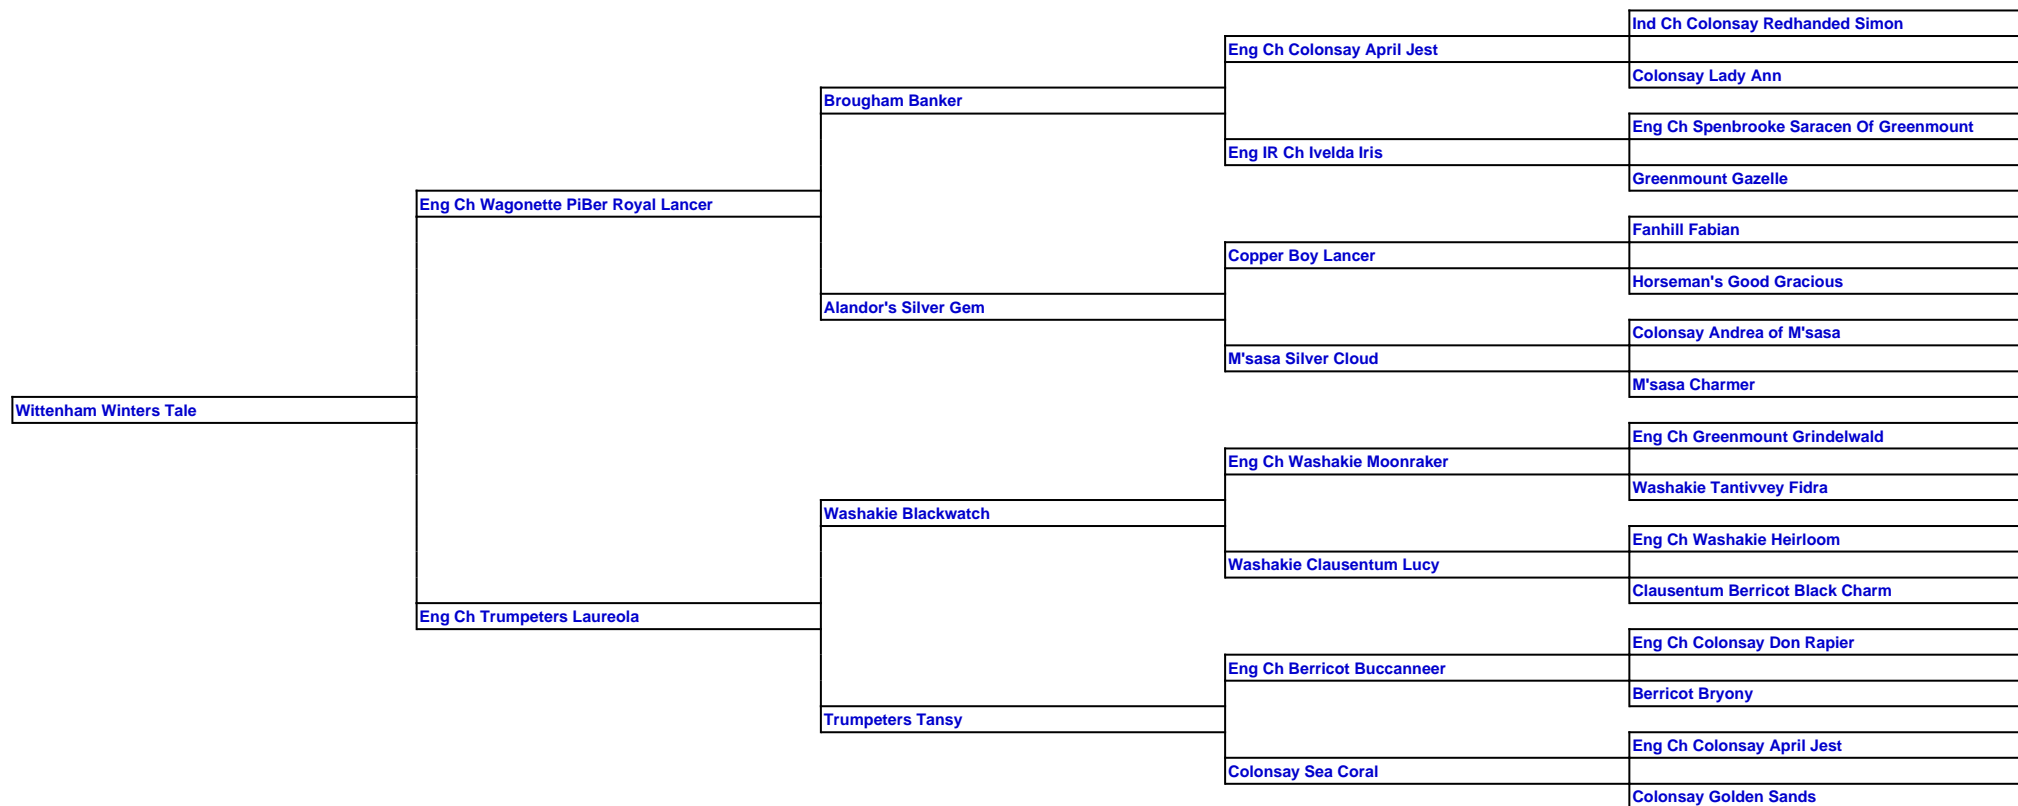 Ind Ch Colonsay Redhanded Simon
Eng Ch Colonsay April Jest
Colonsay Lady Ann
Brougham Banker
Eng Ch Spenbrooke Saracen Of Greenmount
Eng IR Ch Ivelda Iris
Greenmount Gazelle
Eng Ch Wagonette PiBer Royal Lancer
Fanhill Fabian
Copper Boy Lancer
Horseman's Good Gracious
Alandor's Silver Gem
Colonsay Andrea of M'sasa
M'sasa Silver Cloud
M'sasa Charmer
Wittenham Winters Tale
Eng Ch Greenmount Grindelwald
Eng Ch Washakie Moonraker
Washakie Tantivvey Fidra
Washakie Blackwatch
Eng Ch Washakie Heirloom
Washakie Clausentum Lucy
Clausentum Berricot Black Charm
Eng Ch Trumpeters Laureola
Eng Ch Colonsay Don Rapier
Eng Ch Berricot Buccanneer
Berricot Bryony
Trumpeters Tansy
Eng Ch Colonsay April Jest
Colonsay Sea Coral
Colonsay Golden Sands